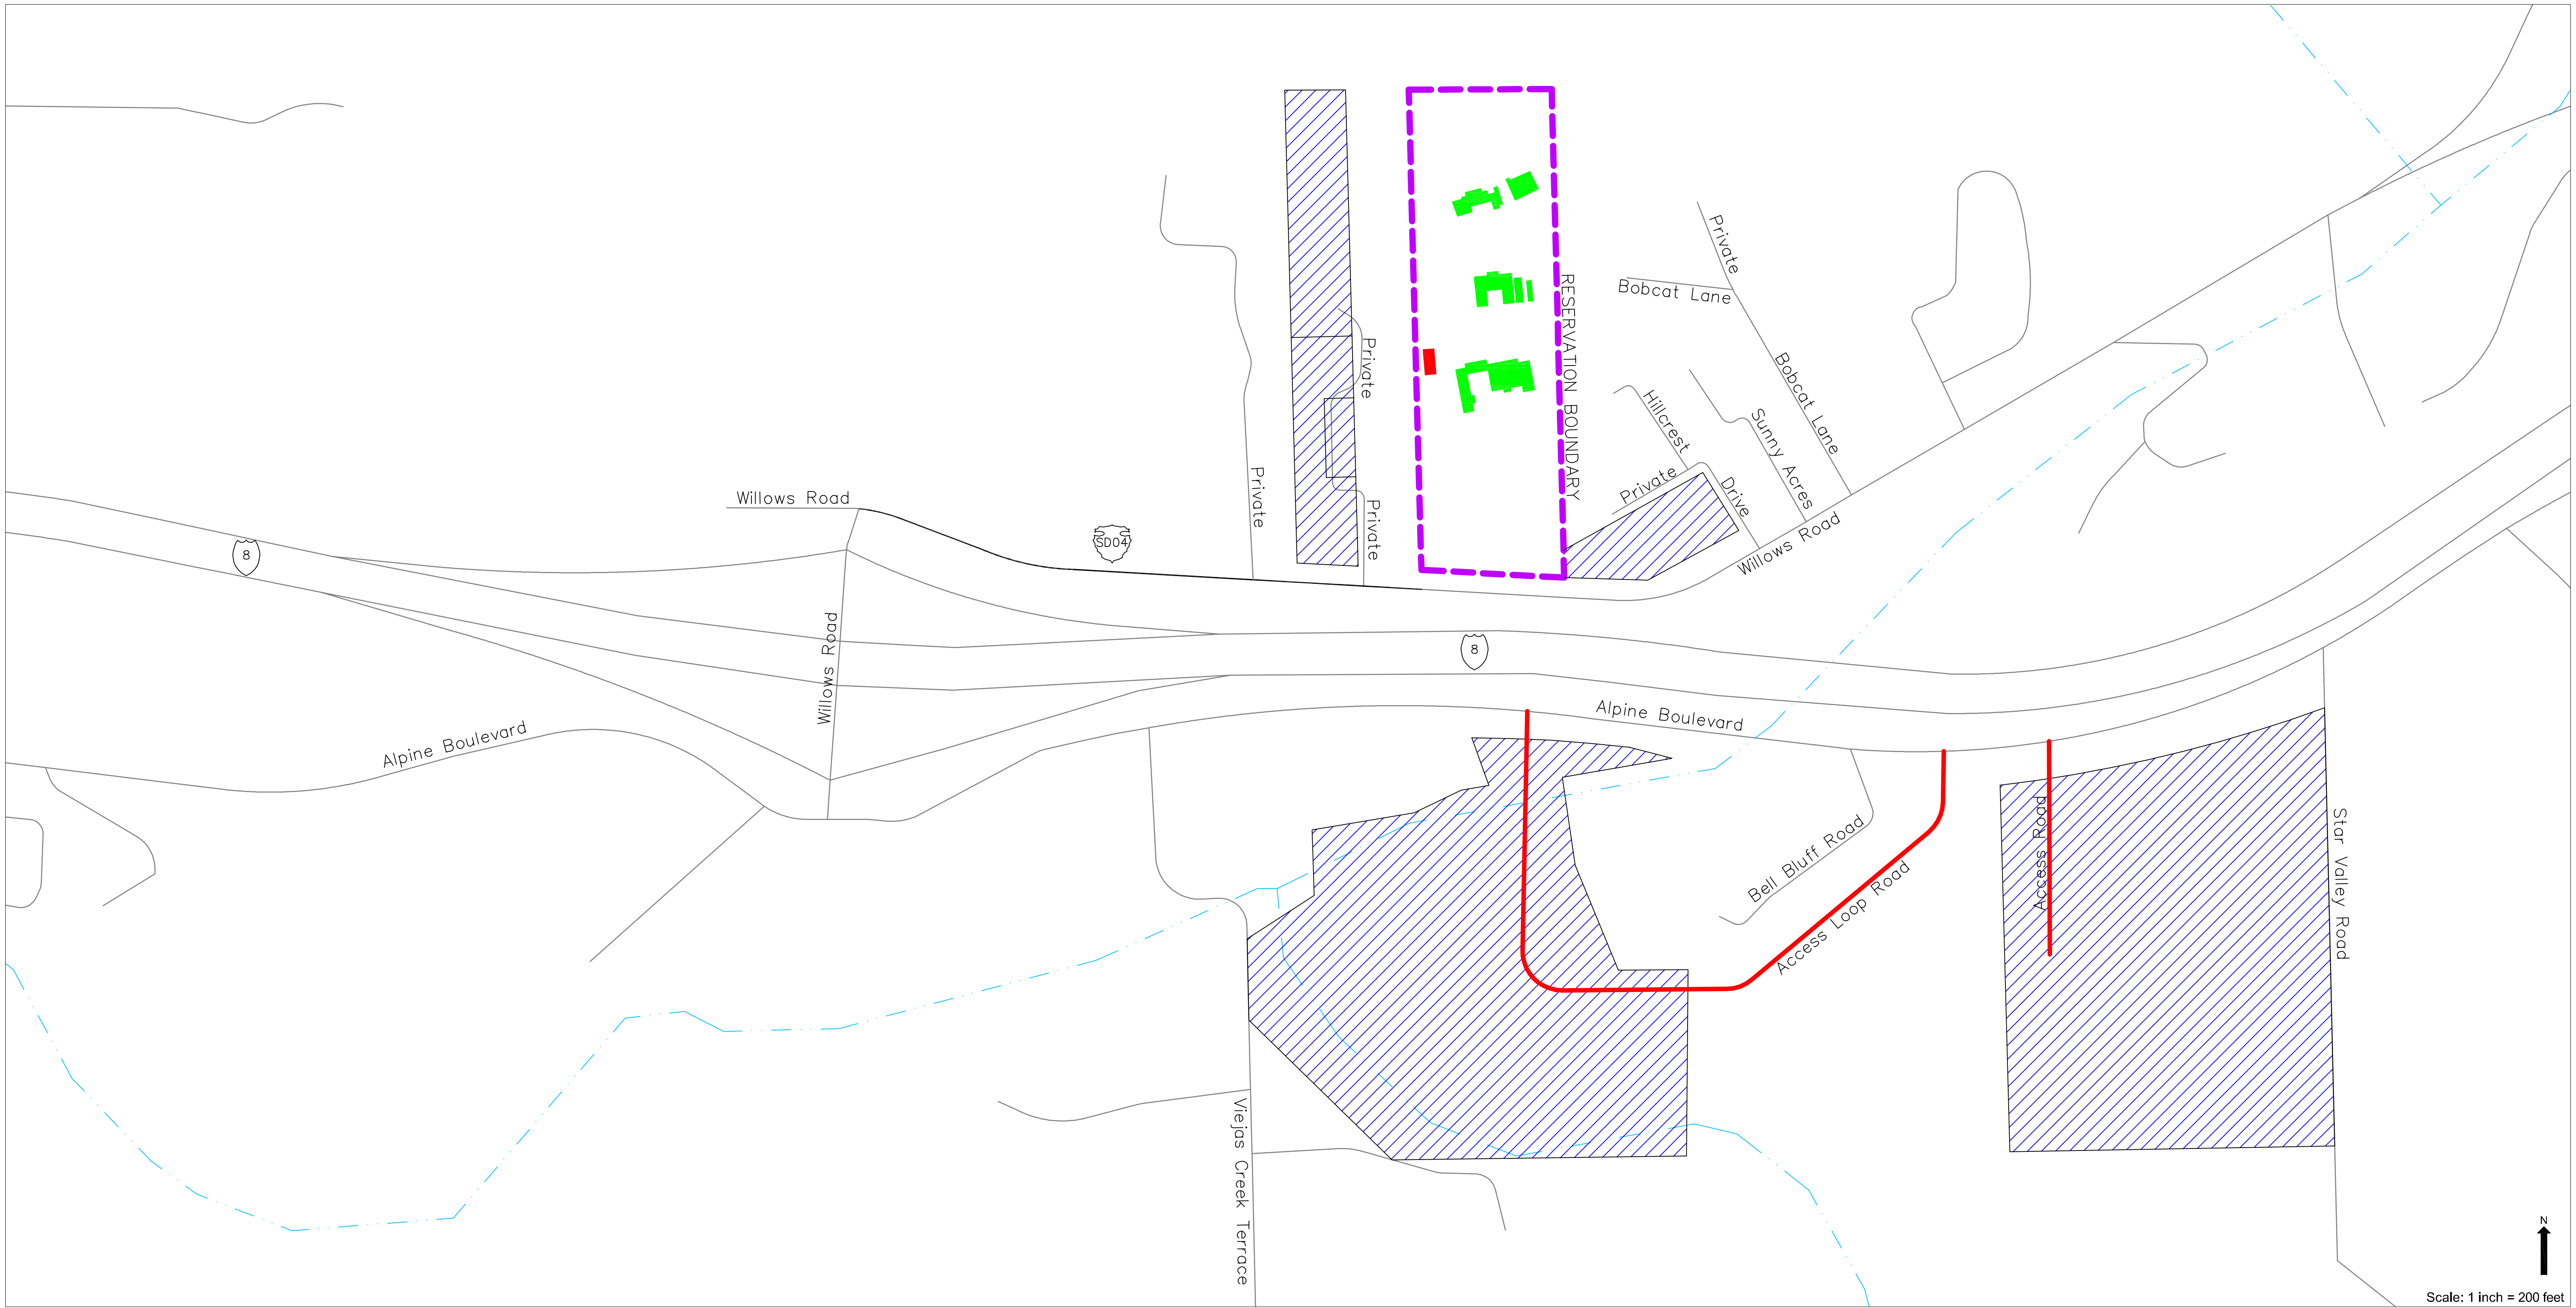 Private
Bobcat Lane
RESERVATION BOUNDARY
Private
Bobcat Lane
Hillcrest
Sunny Acres
Private
Private
Drive
Willows Road
Private
Willows Road
SD04
8
Willows Road
8
Alpine Boulevard
Alpine Boulevard
Access Road
Star Valley Road
Bell Bluff Road
Access Loop Road
Viejas Creek Terrace
N
Scale: 1 inch = 200 feet